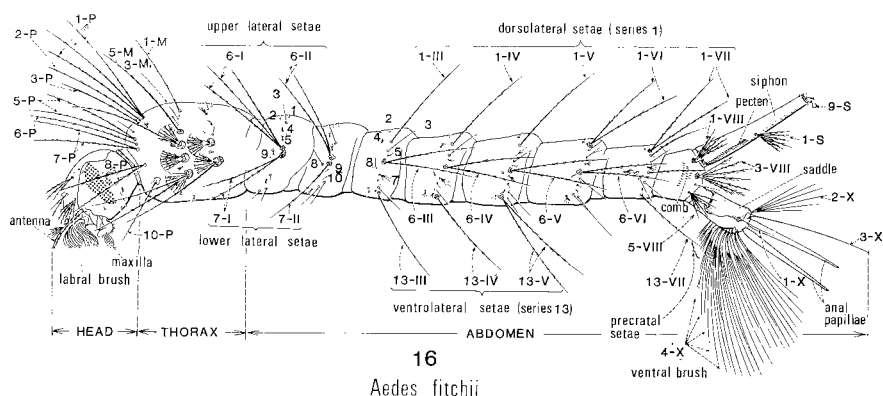 1-P
2-P
5-M
3-M
1-M
3-P
5-P
6-P
7-P
8-P
10-P
upper lateral setae
6-I
6-II
dorsolateral setae (series 1)
1-III
1-IV
1-V
1-VI
1-VII
siphon
pecten
1-VIII
9-S
1-S
3-VIII
saddle
2-X
3-X
3
2
1
4
5
9
8
9
10
2
3
4
5
8
7
antenna
labral brush
maxilla
7-I
7-II
lower lateral setae
6-III
6-IV
6-V
6-VI
comb
5-VIII
13-III
13-IV
13-V
ventrolateral setae (series 13)
13-VII
precratal
setae
1-X
anal
papillae
4-X
ventral brush
HEAD
THORAX
ABDOMEN
16
Aedes fitchii